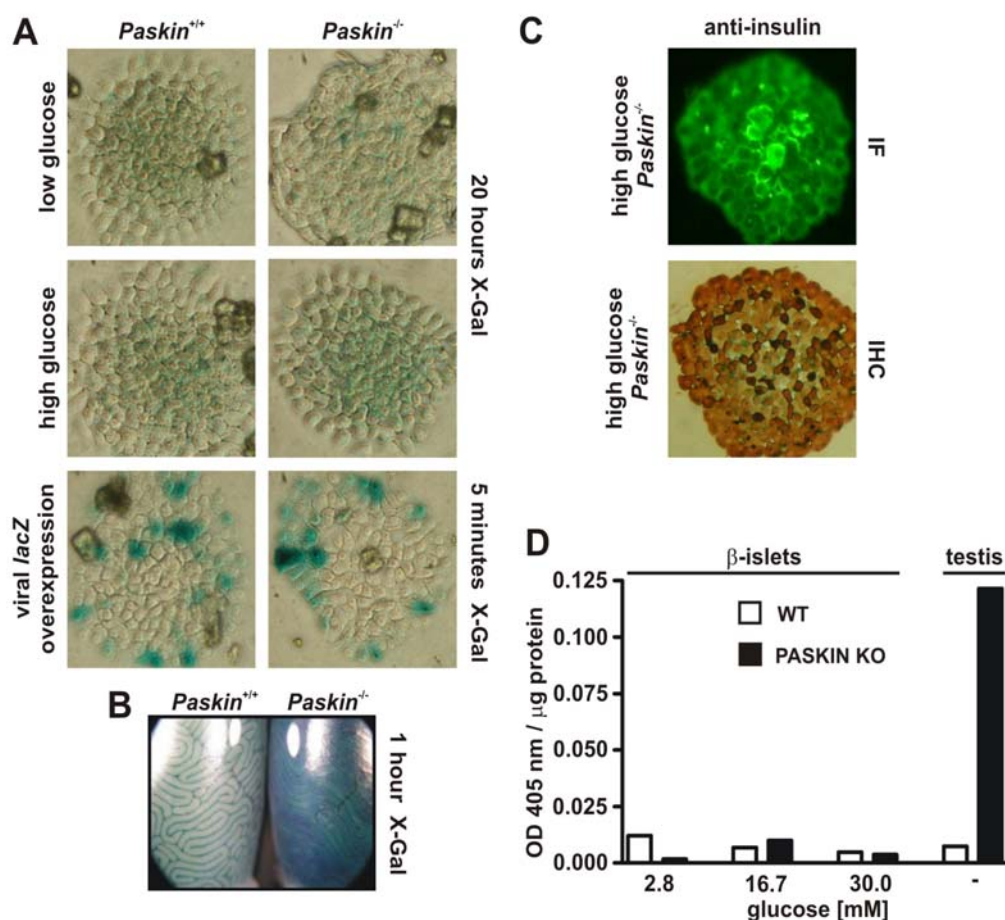 A
Paskin+/+
Paskin-/-
low glucose
high glucose
20 hours X-Gal
viral lacZ
overexpression
5 minutes X-Gal
B
Paskin+/+
Paskin-/-
1 hour X-Gal
C
anti-insulin
high glucose
Paskin-/-
IF
high glucose
Paskin-/-
IHC
D
β-islets
testis
WT
PASKIN KO
OD 405 nm / μg protein
0.125
0.100
0.075
0.050
0.025
0.000
2.8
16.7
30.0
-
glucose [mM]